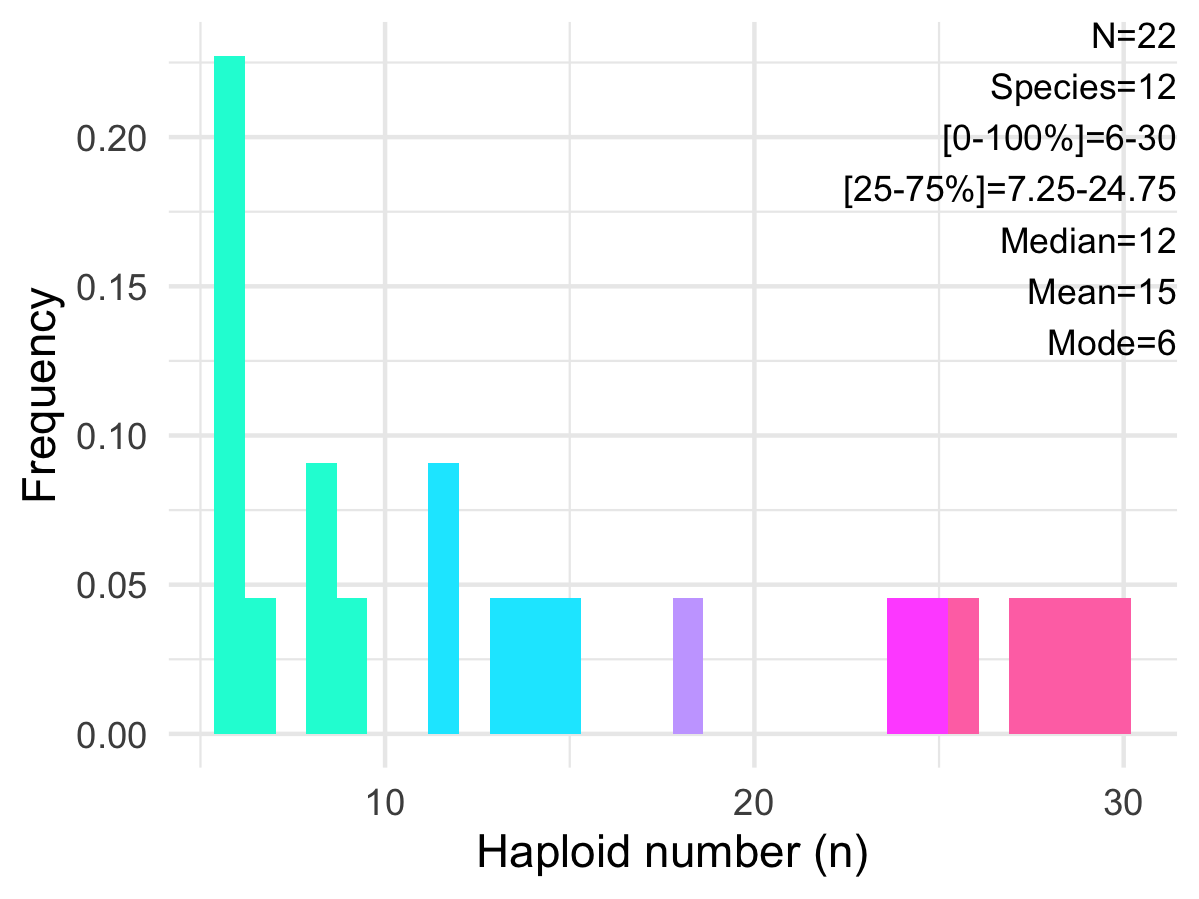 N=22
Species=12
[0-100%]=6-30
[25-75%]=7.25-24.75
Median=12
Mean=15
Mode=6
Frequency
0.20
0.15
0.10
0.05
0.00
10
20
30
Haploid number (n)